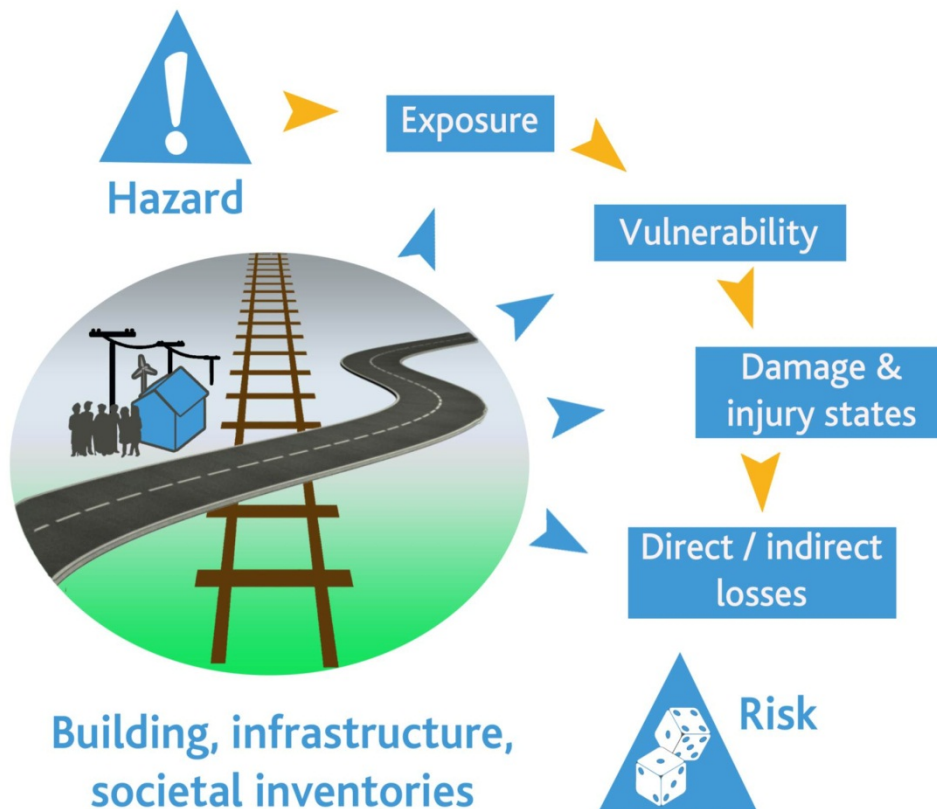 Hazard
Exposure
Vulnerability
Damage &
injury states
Direct / indirect
losses
Risk
Building, infrastructure,
societal inventories